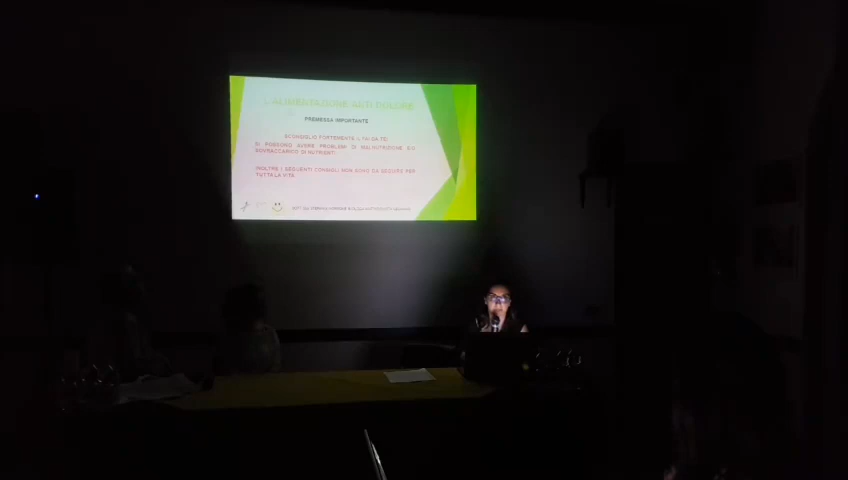 L'ALIMENTAZIONE ANTI DOLORE
PREMESSA IMPORTANTE
SCONSIGLIO FORTEMENTE IL FAI DA TE!
SI POSSONO AVERE PROBLEMI DI MALNUTRIZIONE E/O
SOVRACCARICO DI NUTRIENTI.
INOLTRE I SEGUENTI CONSIGLI NON SONO DA SEGUIRE PER
TUTTA LA VITA.